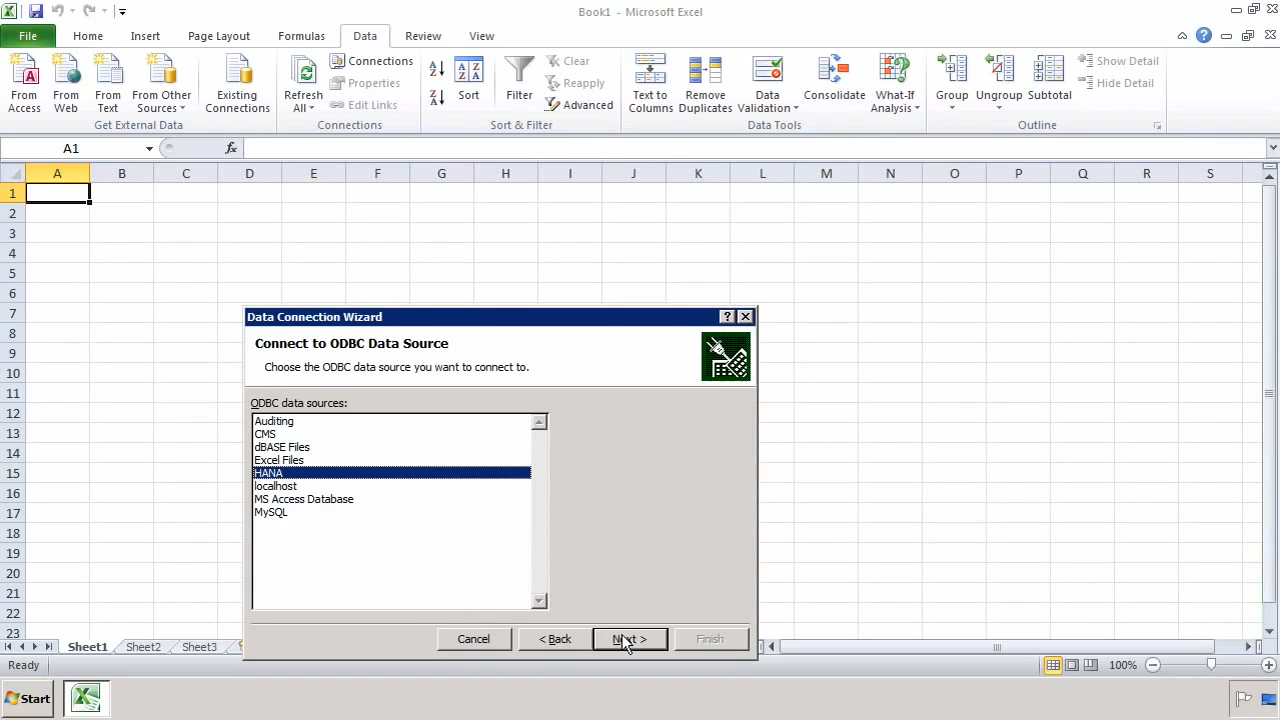 Book1 - Microsoft Excel
File Home Insert Page Layout Formulas Data Review View
From Access
From Web
From Text
From Other Sources
Existing Connections
Get External Data
Refresh All
Connections
Properties
Edit Links
Connections
Sort
Filter
Clear
Reapply
Advanced
Sort & Filter
Text to Columns
Remove Duplicates
Data Validation
Consolidate
What-If Analysis
Data Tools
Group
Ungroup
Subtotal
Show Detail
Hide Detail
Outline
A1 fx
A B C D E F G H I J K L M N O P Q R S
1
2
3
4
5
6
7
8
9
10
11
12
13
14
15
16
17
18
19
20
21
22
23
Data Connection Wizard
Connect to ODBC Data Source
Choose the ODBC data source you want to connect to.
ODBC data sources:
Auditing
CMS
dBASE Files
Excel Files
HANA
localhost
MS Access Database
MySQL
Cancel < Back Next > Finish
Sheet1 Sheet2 Sheet3
Ready 100%
Start